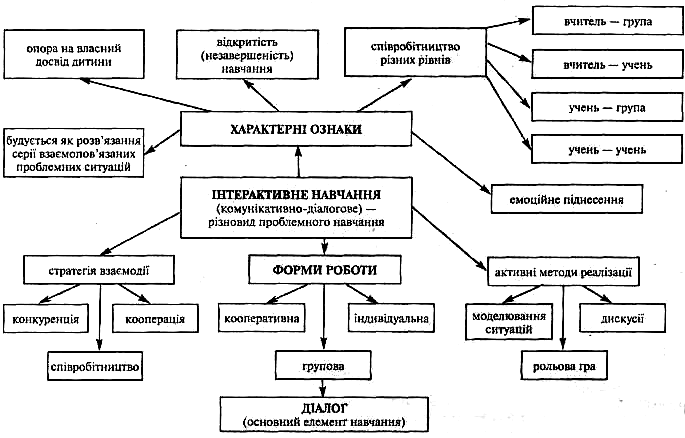 вчитель — група
опора на власний
досвід дитини
відкритість
(незавершеність)
навчання
співробітництво
різних рівнів
вчитель — учень
учень — група
учень — учень
ХАРАКТЕРНІ ОЗНАКИ
будується як розв'язання
серії взаємопов'язаних
проблемних ситуацій
ІНТЕРАКТИВНЕ НАВЧАННЯ
(комунікативно-діалогове) —
різновид проблемного навчання
емоційне піднесення
стратегія взаємодії
ФОРМИ РОБОТИ
активні методи реалізації
конкуренція
кооперація
кооперативна
індивідуальна
моделювання
ситуацій
дискусії
співробітництво
групова
рольова гра
ДІАЛОГ
(основний елемент навчання)